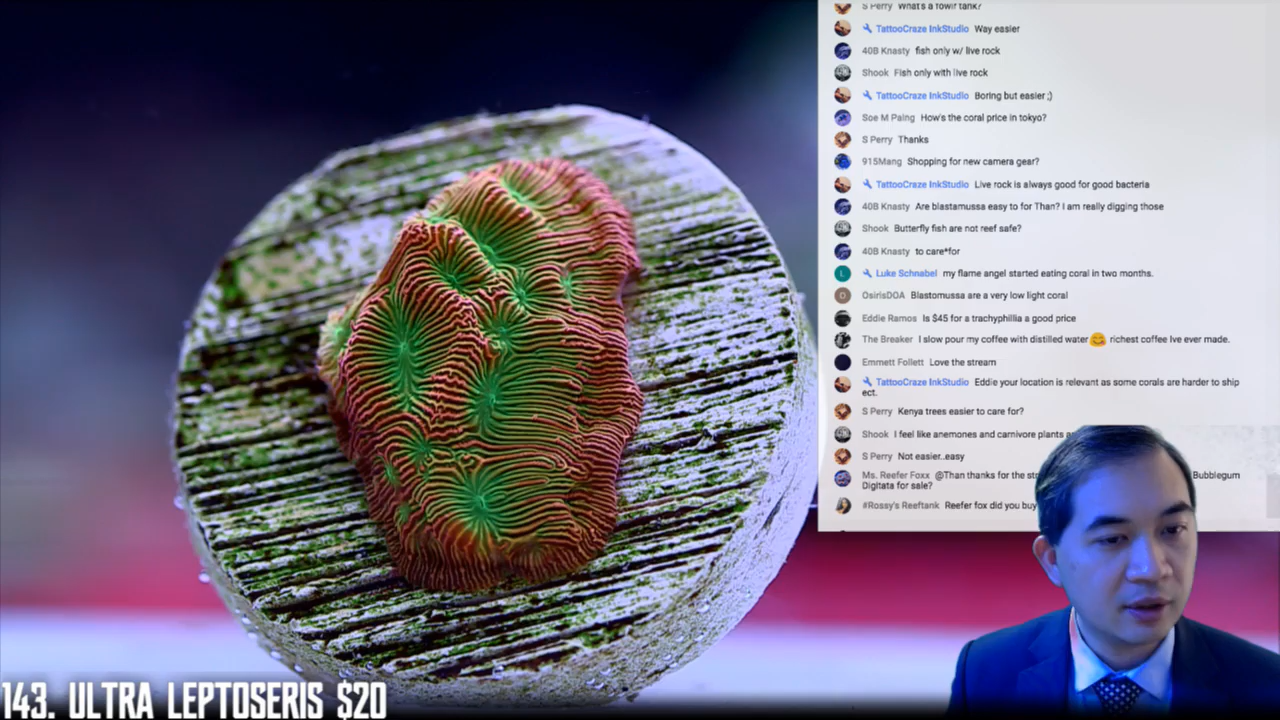 S Perry What's a fowlr tank?
TattooCraze InkStudio Way easier
40B Knasty fish only w/ live rock
Shook Fish only with live rock
TattooCraze InkStudio Boring but easier ;)
Soe M Paing How's the coral price in tokyo?
S Perry Thanks
915Mang Shopping for new camera gear?
TattooCraze InkStudio Live rock is always good for good bacteria
40B Knasty Are blastamussa easy to for Than? I am really digging those
Shook Butterfly fish are not reef safe?
40B Knasty to care*for
L Luke Schnabel my flame angel started eating coral in two months.
O OsirisDOA Blastomussa are a very low light coral
Eddie Ramos Is $45 for a trachyphillia a good price
The Breaker I slow pour my coffee with distilled water 🤗 richest coffee Ive ever made.
Emmett Follett Love the stream
TattooCraze InkStudio Eddie your location is relevant as some corals are harder to ship
ect.
S Perry Kenya trees easier to care for?
Shook I feel like anemones and carnivore plants
S Perry Not easier..easy
Ms. Reefer Foxx @Than thanks for the Bubblegum
Digitata for sale?
#Rossy's Reeftank Reefer fox did you buy
143. ULTRA LEPTOSERIS $20